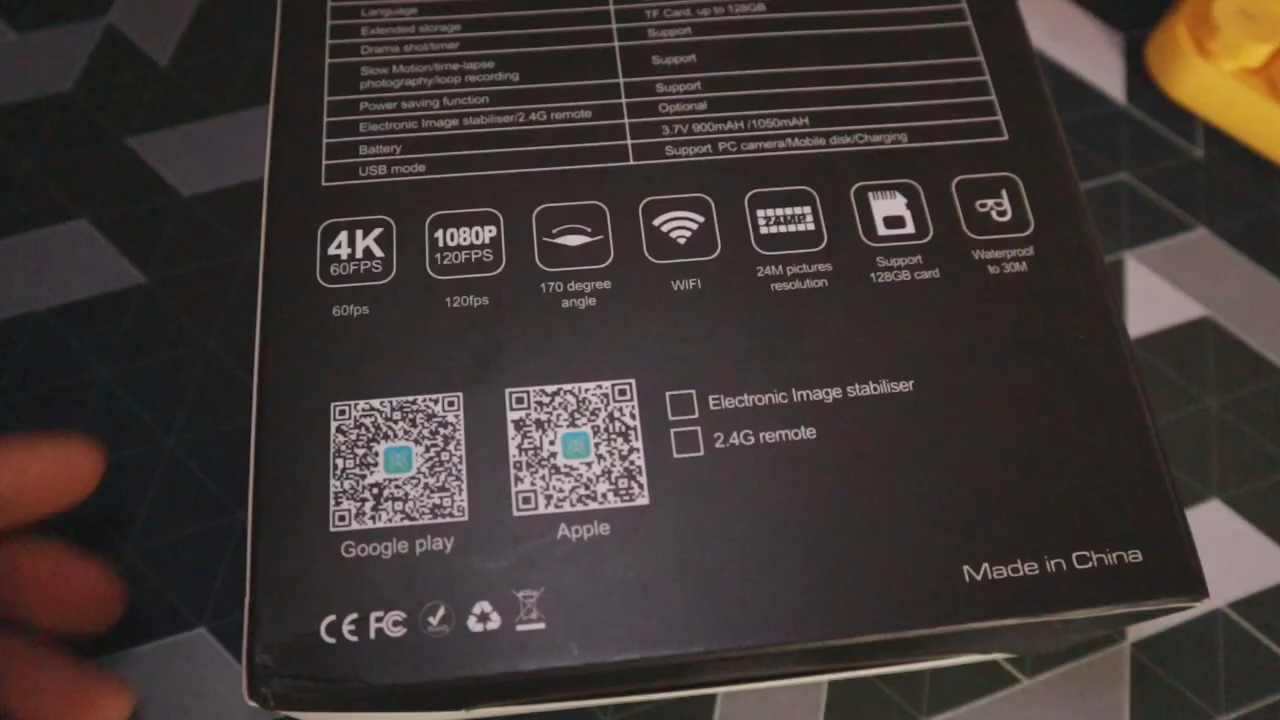 Language
Extended storage TF Card. up to 128GB
Drama shot/timer Support
Slow Motion/time-lapse
photography/loop recording Support
Power saving function Support
Electronic Image stabiliser/2.4G remote Optional
Battery 3.7V 900mAH /1050mAH
USB mode Support PC camera/Mobile disk/Charging
4K
60FPS
1080P
120FPS
24MP
60fps
120fps
170 degree
angle
WIFI
24M pictures
resolution
Support
128GB card
Waterproof
to 30M
Electronic Image stabiliser
2.4G remote
Google play
Apple
Made in China
CE FC